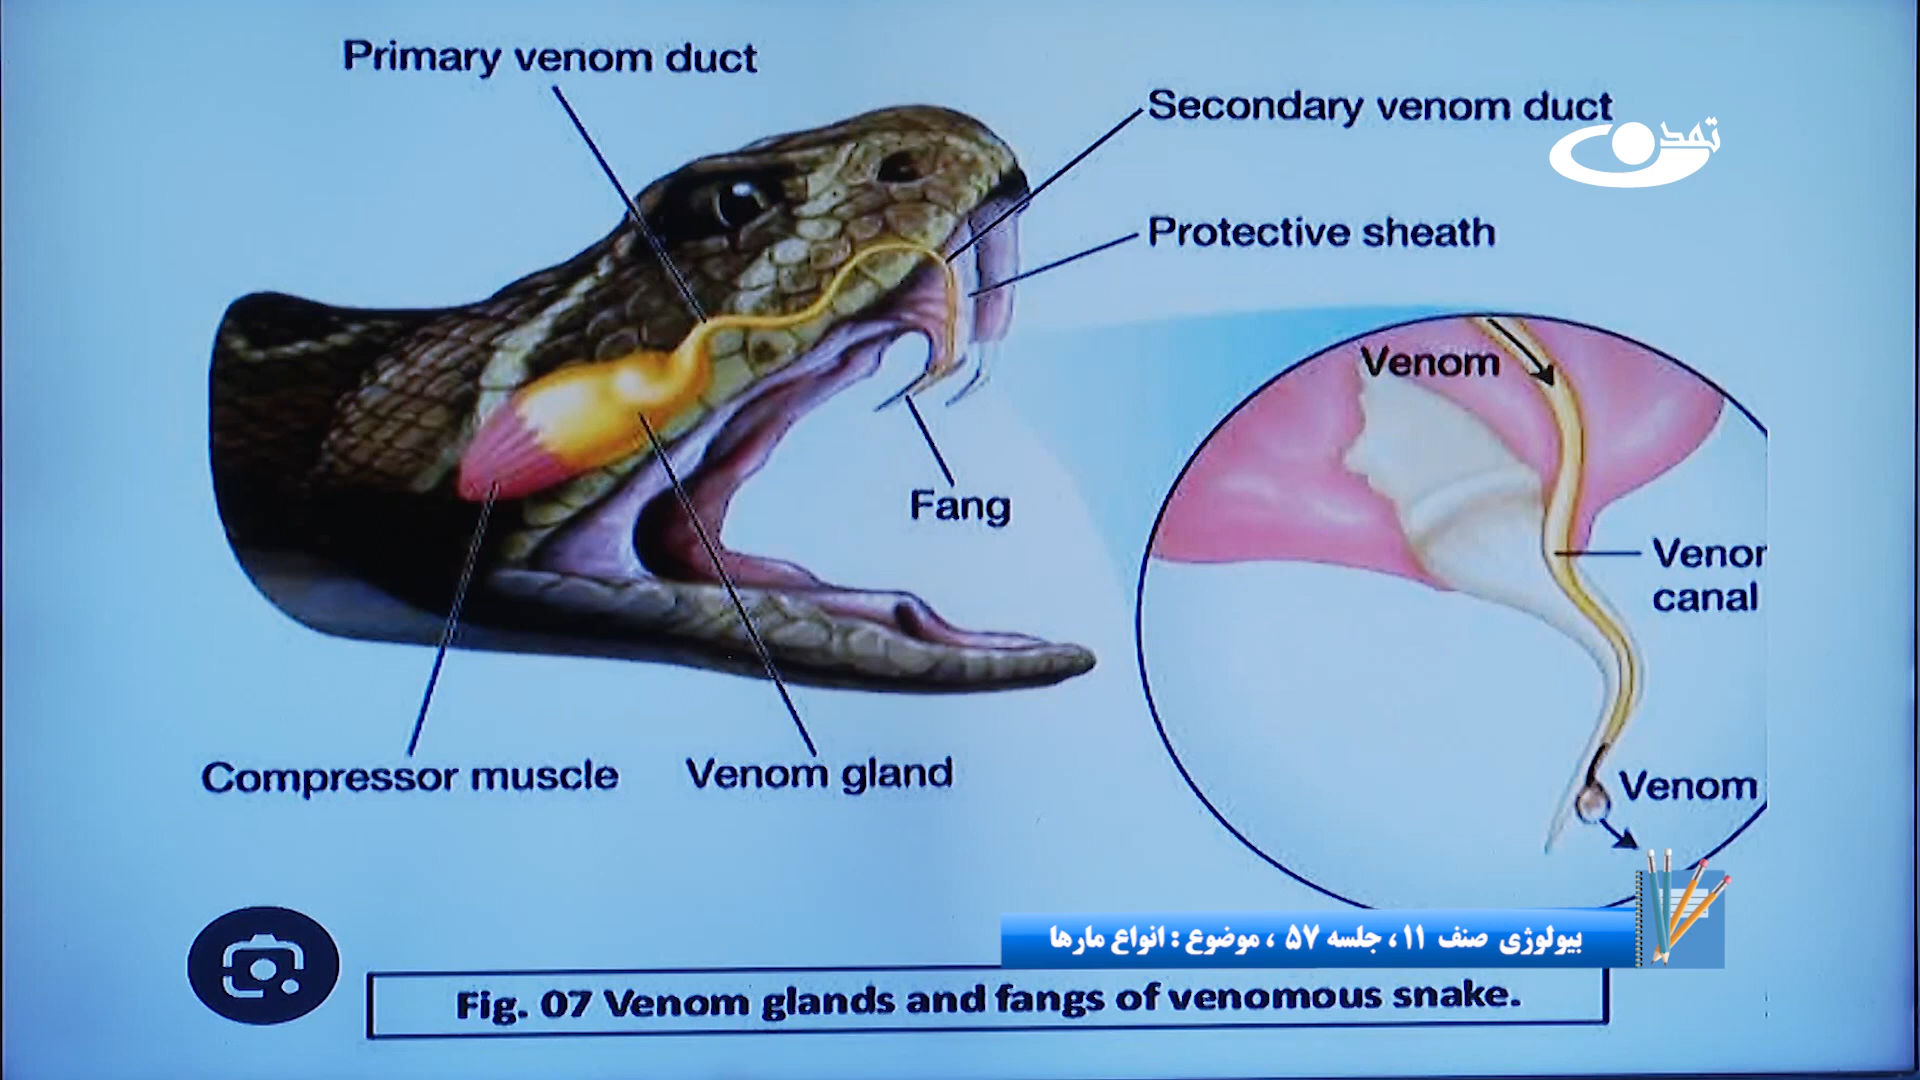 Primary venom duct
Secondary venom duct
تمدن
Protective sheath
Venom
Fang
Venor
canal
Compressor muscle
Venom gland
Venom
بیولوژی صنف ۱۱، جلسه ۵۷ ، موضوع : انواع مارها
Fig. 07 Venom glands and fangs of venomous snake.